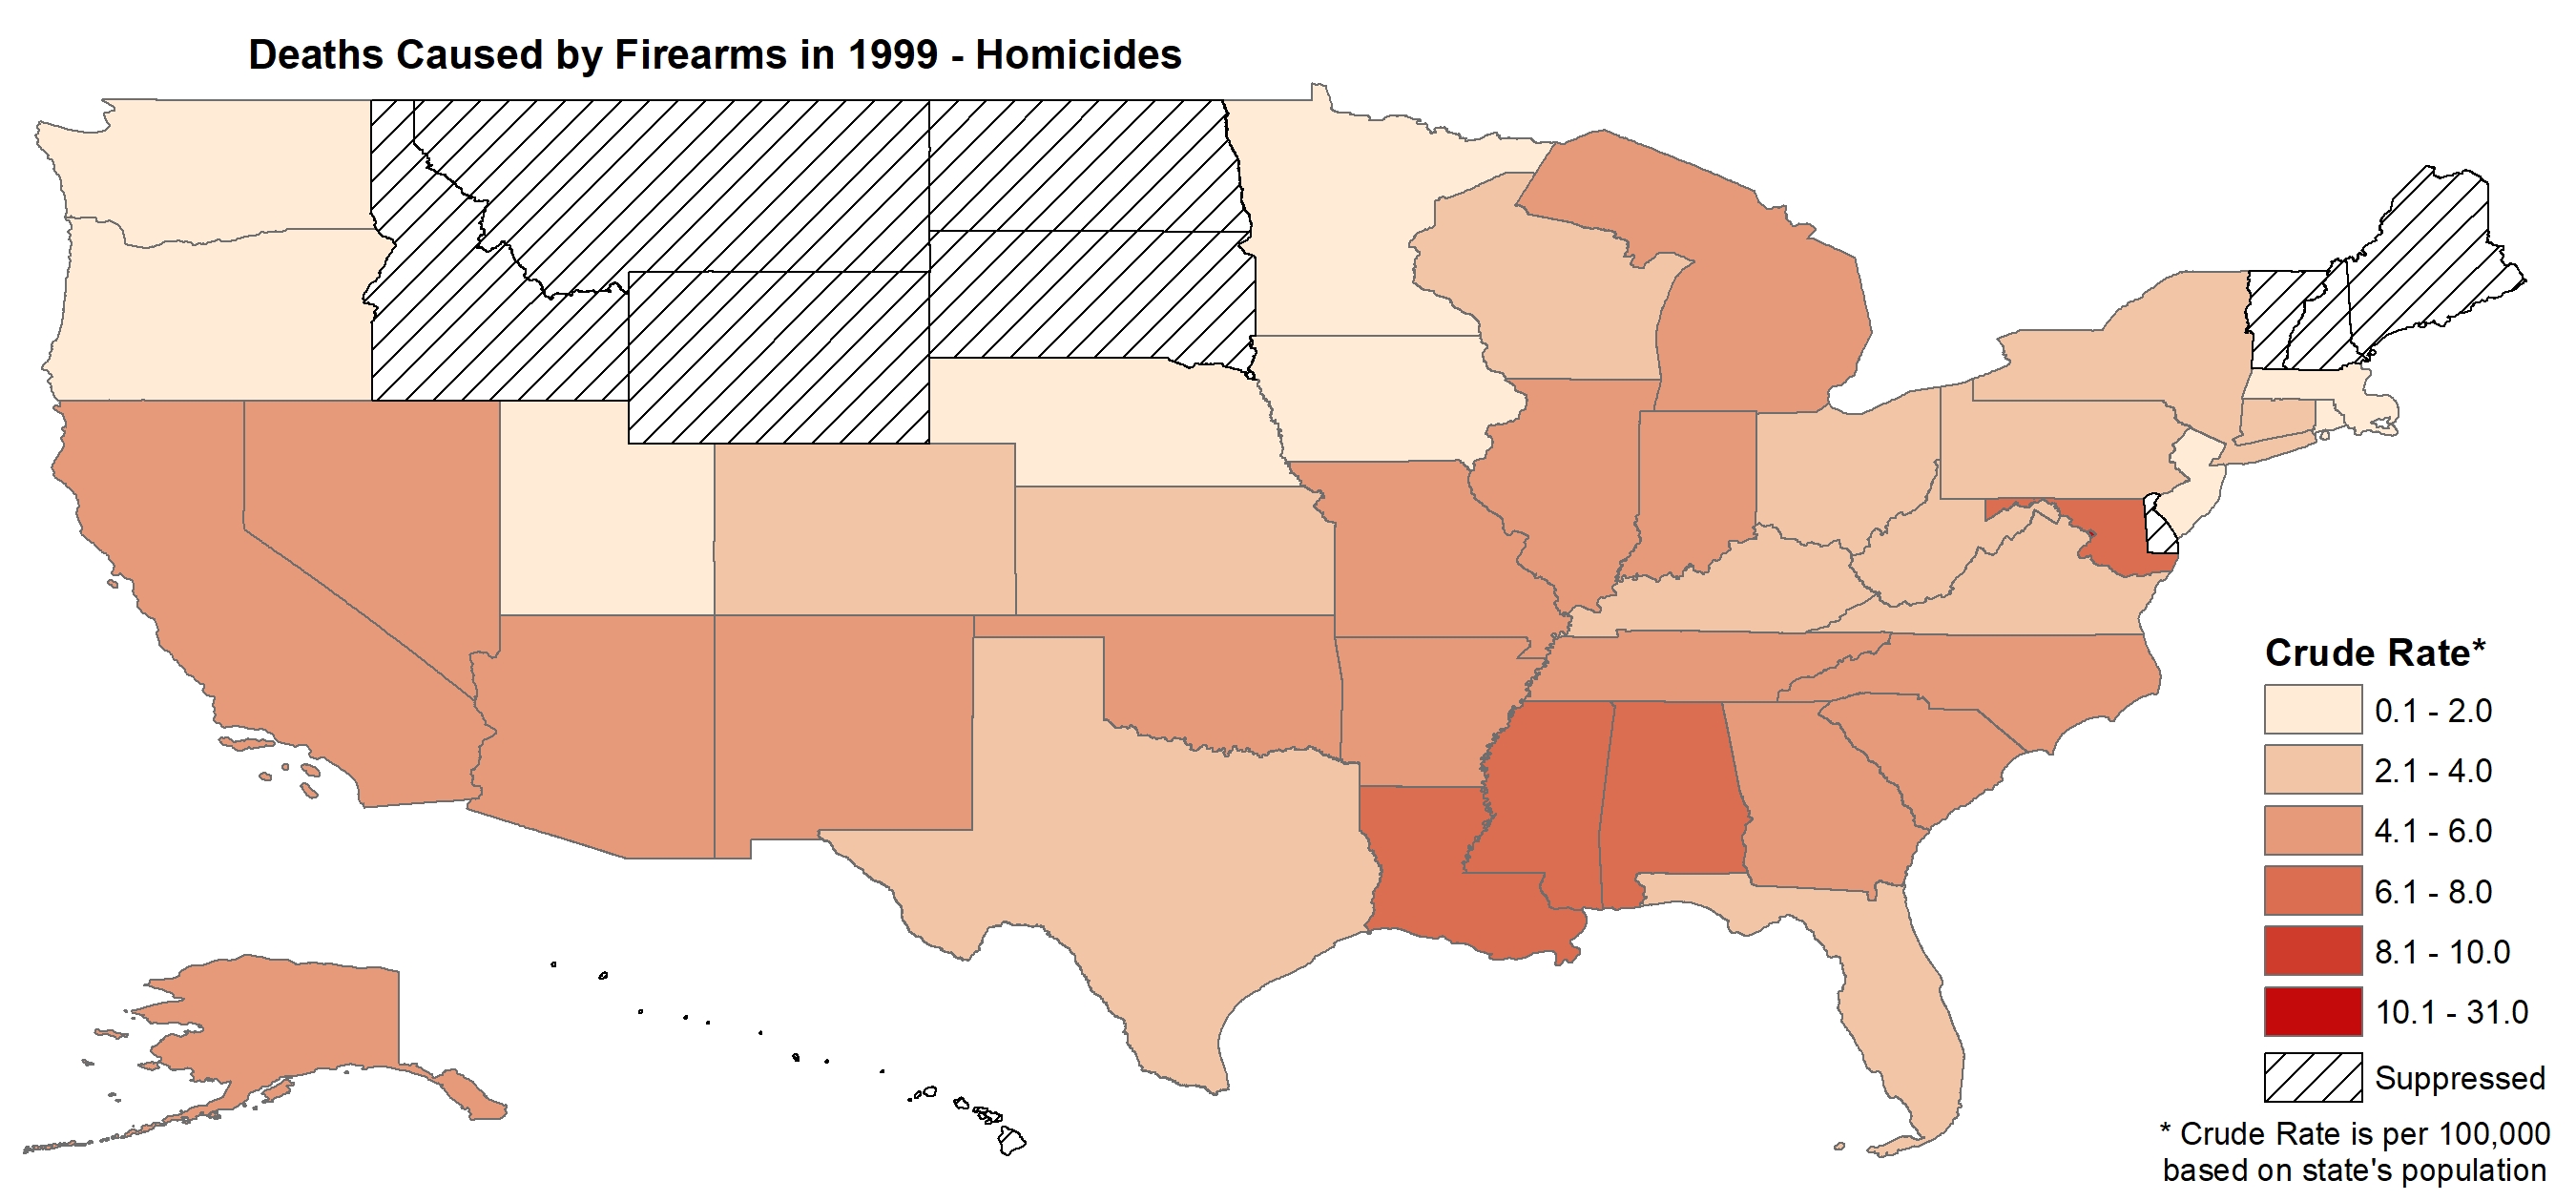 Deaths Caused by Firearms in 1999 - Homicides
Crude Rate*
0.1 - 2.0
2.1 - 4.0
4.1 - 6.0
6.1 - 8.0
8.1 - 10.0
10.1 - 31.0
Suppressed
* Crude Rate is per 100,000
based on state's population